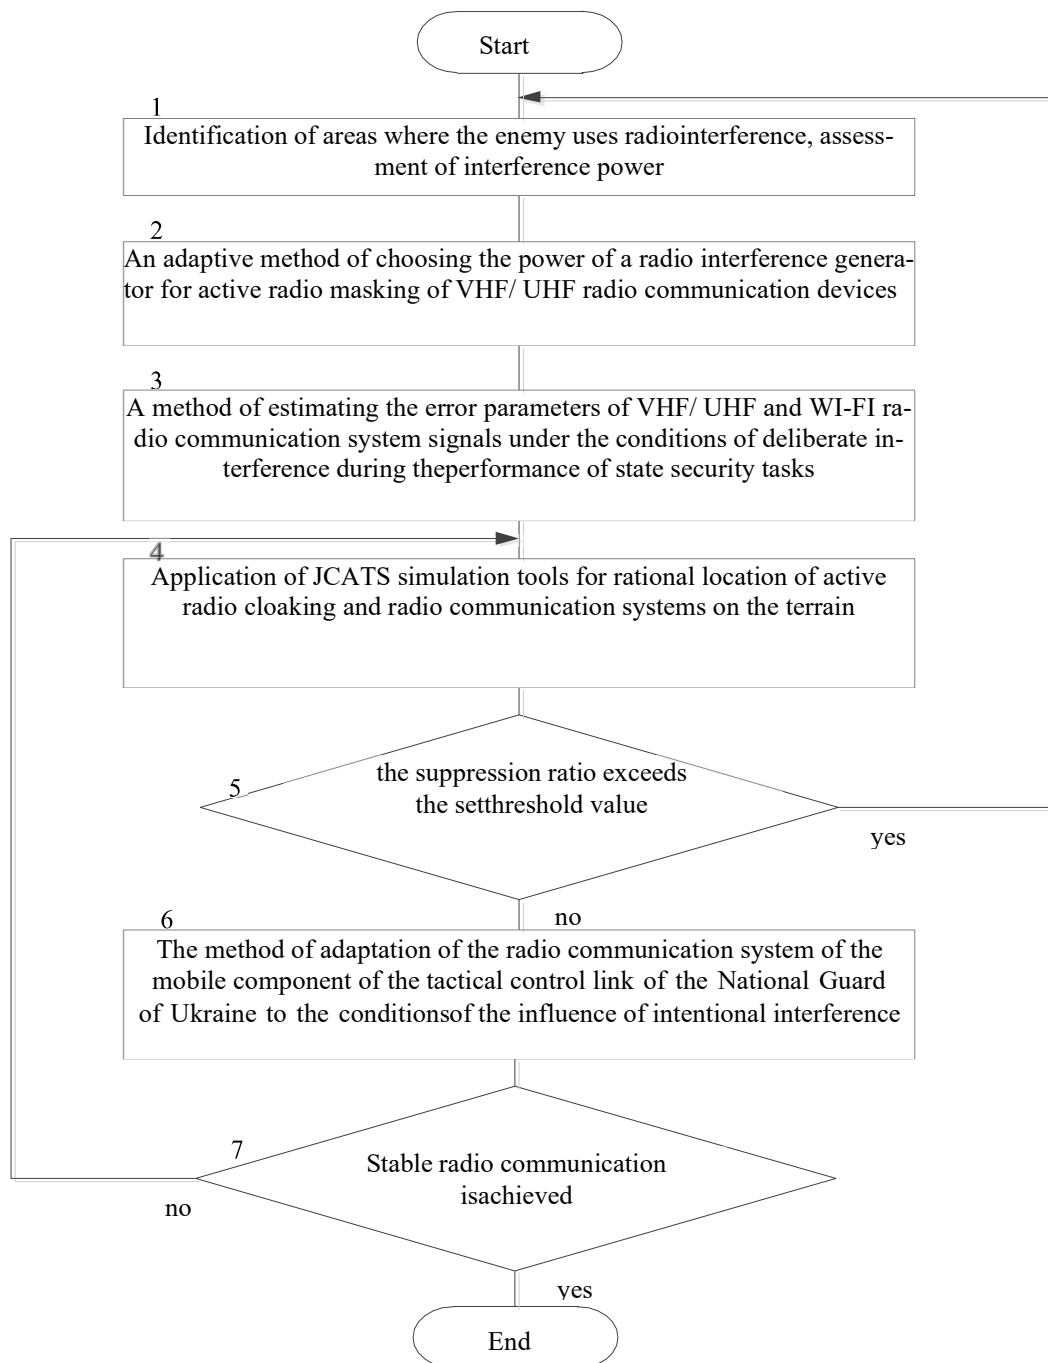 Start
1
Identification of areas where the enemy uses radiointerference, assess-
ment of interference power
2
An adaptive method of choosing the power of a radio interference genera-
tor for active radio masking of VHF/ UHF radio communication devices
3
A method of estimating the error parameters of VHF/ UHF and WI-FI ra-
dio communication system signals under the conditions of deliberate in-
terference during theperformance of state security tasks
4
Application of JCATS simulation tools for rational location of active
radio cloaking and radio communication systems on the terrain
5
the suppression ratio exceeds
the setthreshold value
yes
no
6
The method of adaptation of the radio communication system of the
mobile component of the tactical control link of the National Guard
of Ukraine to the conditionsof the influence of intentional interference
7
Stable radio communication
isachieved
no
yes
End